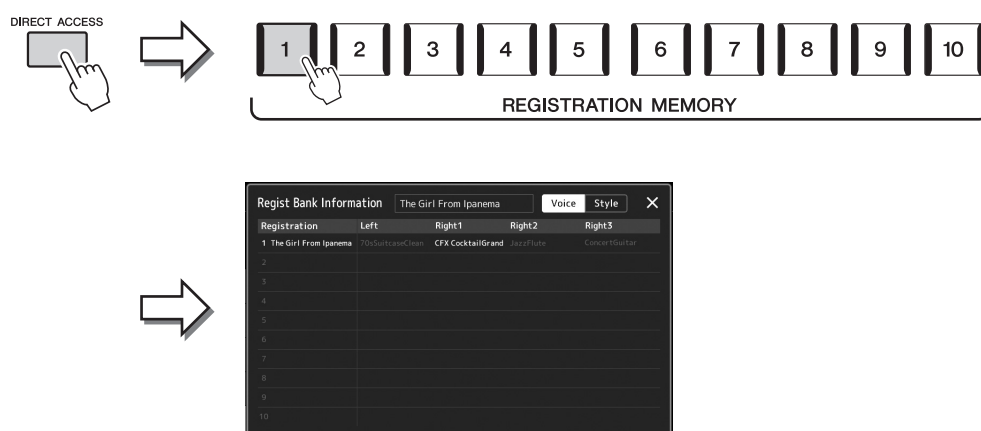 DIRECT ACCESS
1 2 3 4 5 6 7 8 9 10
REGISTRATION MEMORY
Regist Bank Information The Girl From Ipanema Voice Style ×
Registration Left Right1 Right2 Right3
1 The Girl From Ipanema 70sSuitcaseClean CFX CocktailGrand JazzFlute ConcertGuitar
2
3
4
5
6
7
8
9
10